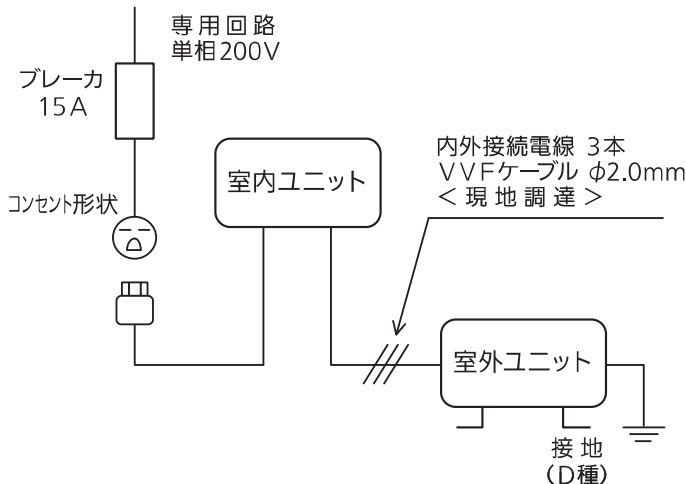 専用回路
単相200V
ブレーカ
15A
コンセント形状
室内ユニット
内外接続電線 3本
VVFケーブル φ2.0mm
<現地調達>
室外ユニット
接地
(D種)